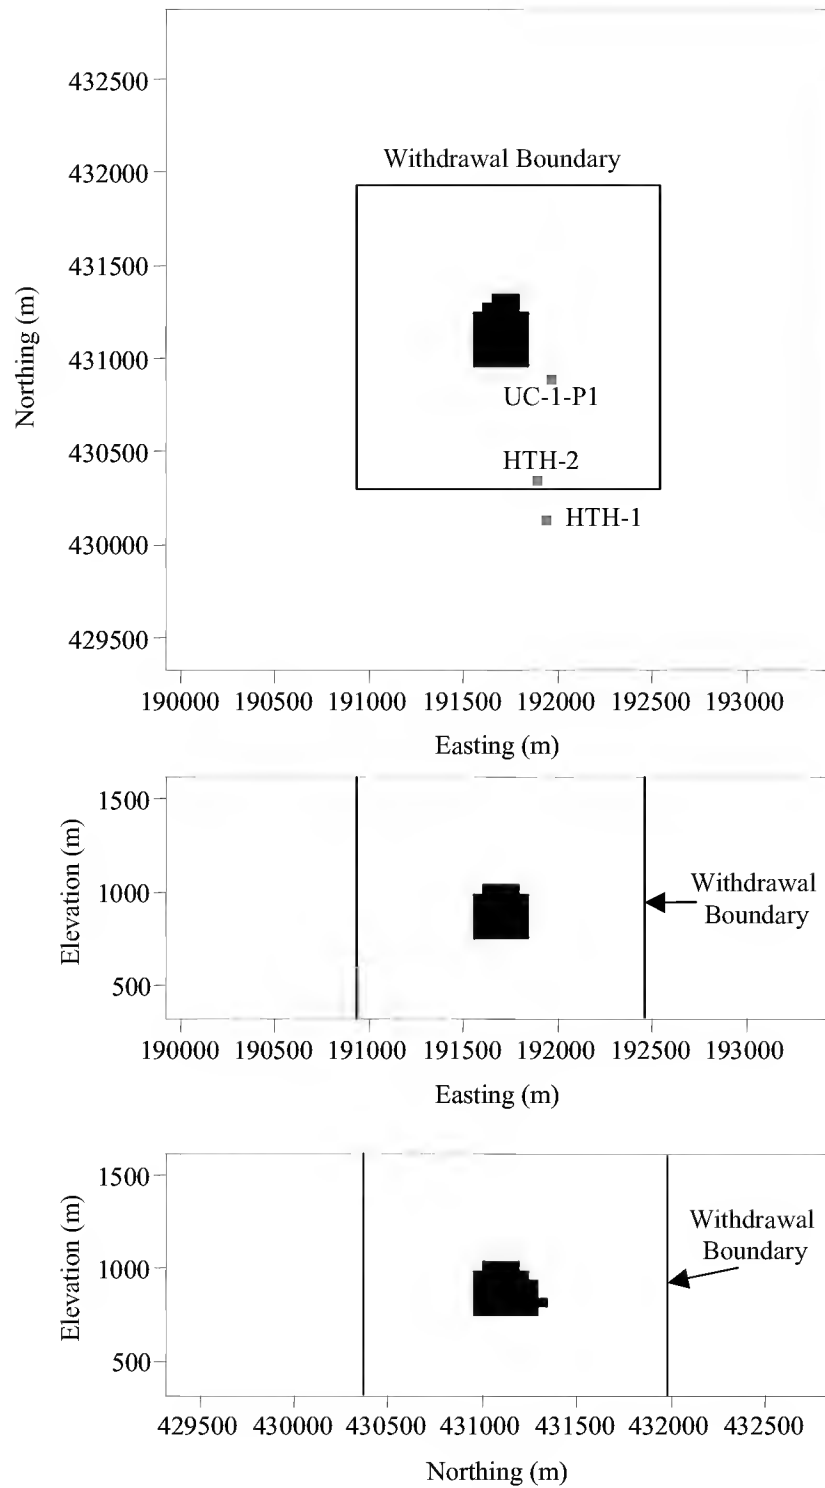 432500
Withdrawal Boundary
432000
431500
Northing (m)
431000
UC-1-P1
430500
HTH-2
HTH-1
430000
429500
190000 190500 191000 191500 192000 192500 193000
Easting (m)
1500
Elevation (m)
1000
Withdrawal
Boundary
500
190000 190500 191000 191500 192000 192500 193000
Easting (m)
1500
Elevation (m)
Withdrawal
Boundary
1000
500
429500 430000 430500 431000 431500 432000 432500
Northing (m)